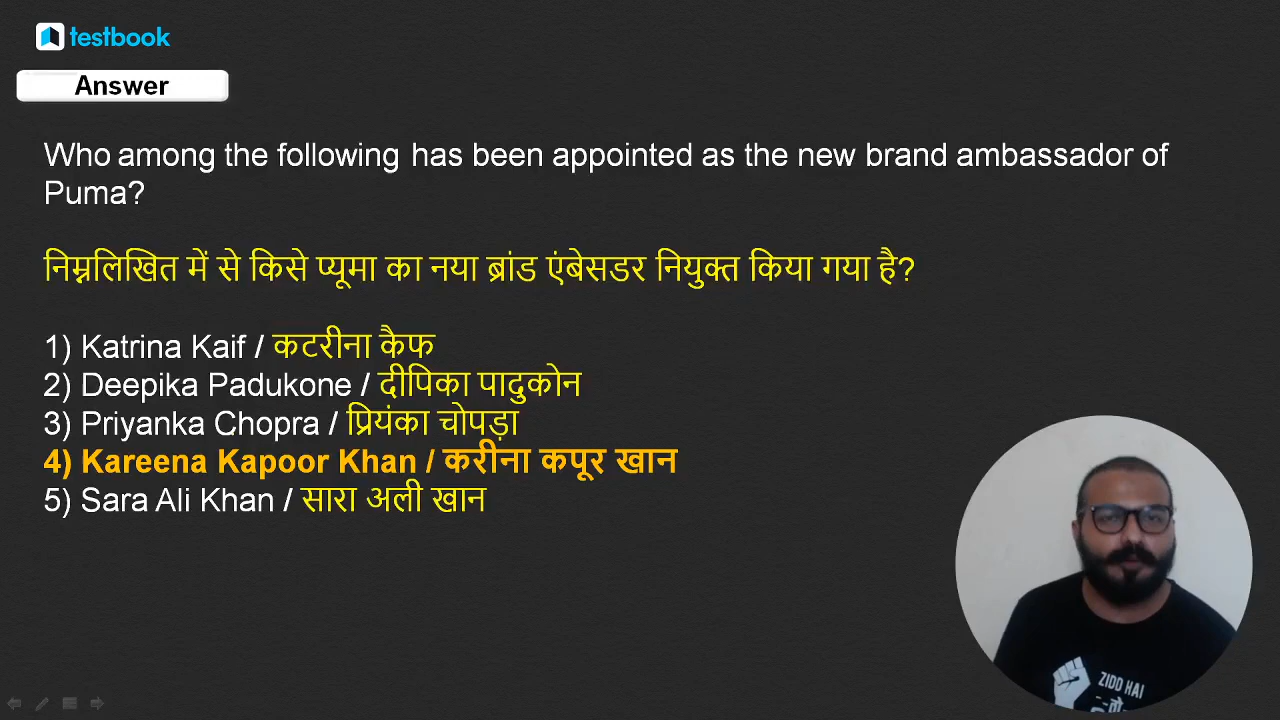 testbook
Answer
Who among the following has been appointed as the new brand ambassador of
Puma?
निम्नलिखित में से किसे प्यूमा का नया ब्रांड एंबेसडर नियुक्त किया गया है?
1) Katrina Kaif / कटरीना कैफ
2) Deepika Padukone / दीपिका पादुकोन
3) Priyanka Chopra / प्रियंका चोपड़ा
4) Kareena Kapoor Khan / करीना कपूर खान
5) Sara Ali Khan / सारा अली खान
ZIDD HAI